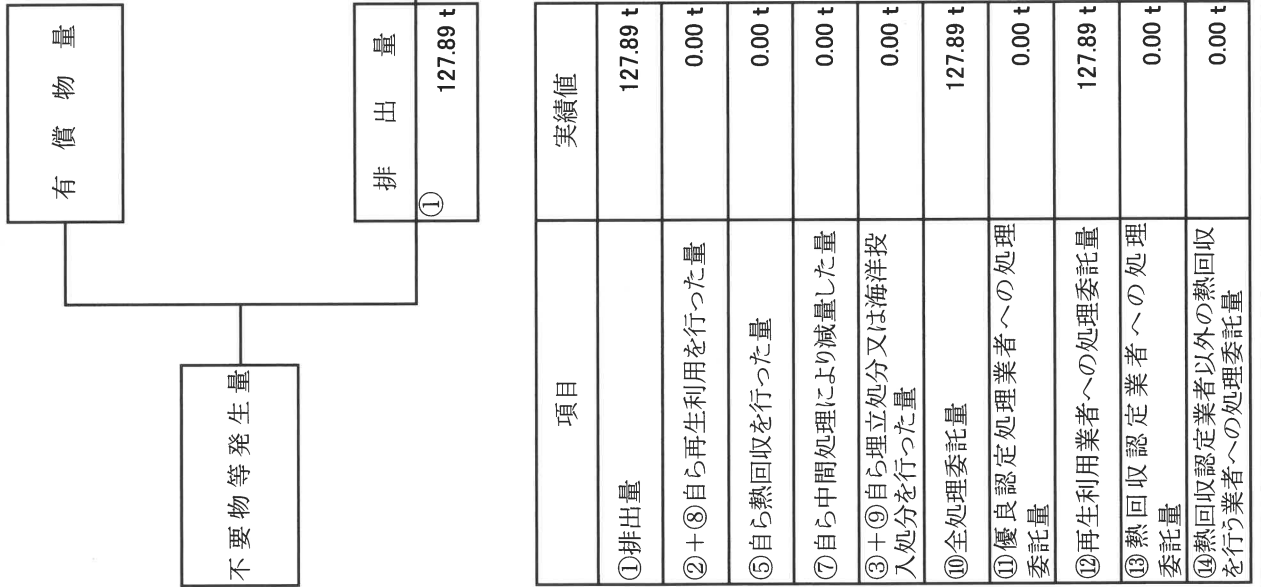 有償物量
不要物等発生量
排出量
① 127.89 t
項目 実績値
①排出量 127.89 t
②+⑧自ら再生利用を行った量 0.00 t
⑤自ら熱回収を行った量 0.00 t
⑦自ら中間処理により減量した量 0.00 t
③+⑨自ら埋立処分又は海洋投
入処分を行った量 0.00 t
⑩全処理委託量 127.89 t
⑪優良認定処理業者への処理
委託量 0.00 t
⑫再生利用業者への処理委託量 127.89 t
⑬熱回収認定業者への処理
委託量 0.00 t
⑭熱回収認定業者以外の熱回収
を行う業者への処理委託量 0.00 t